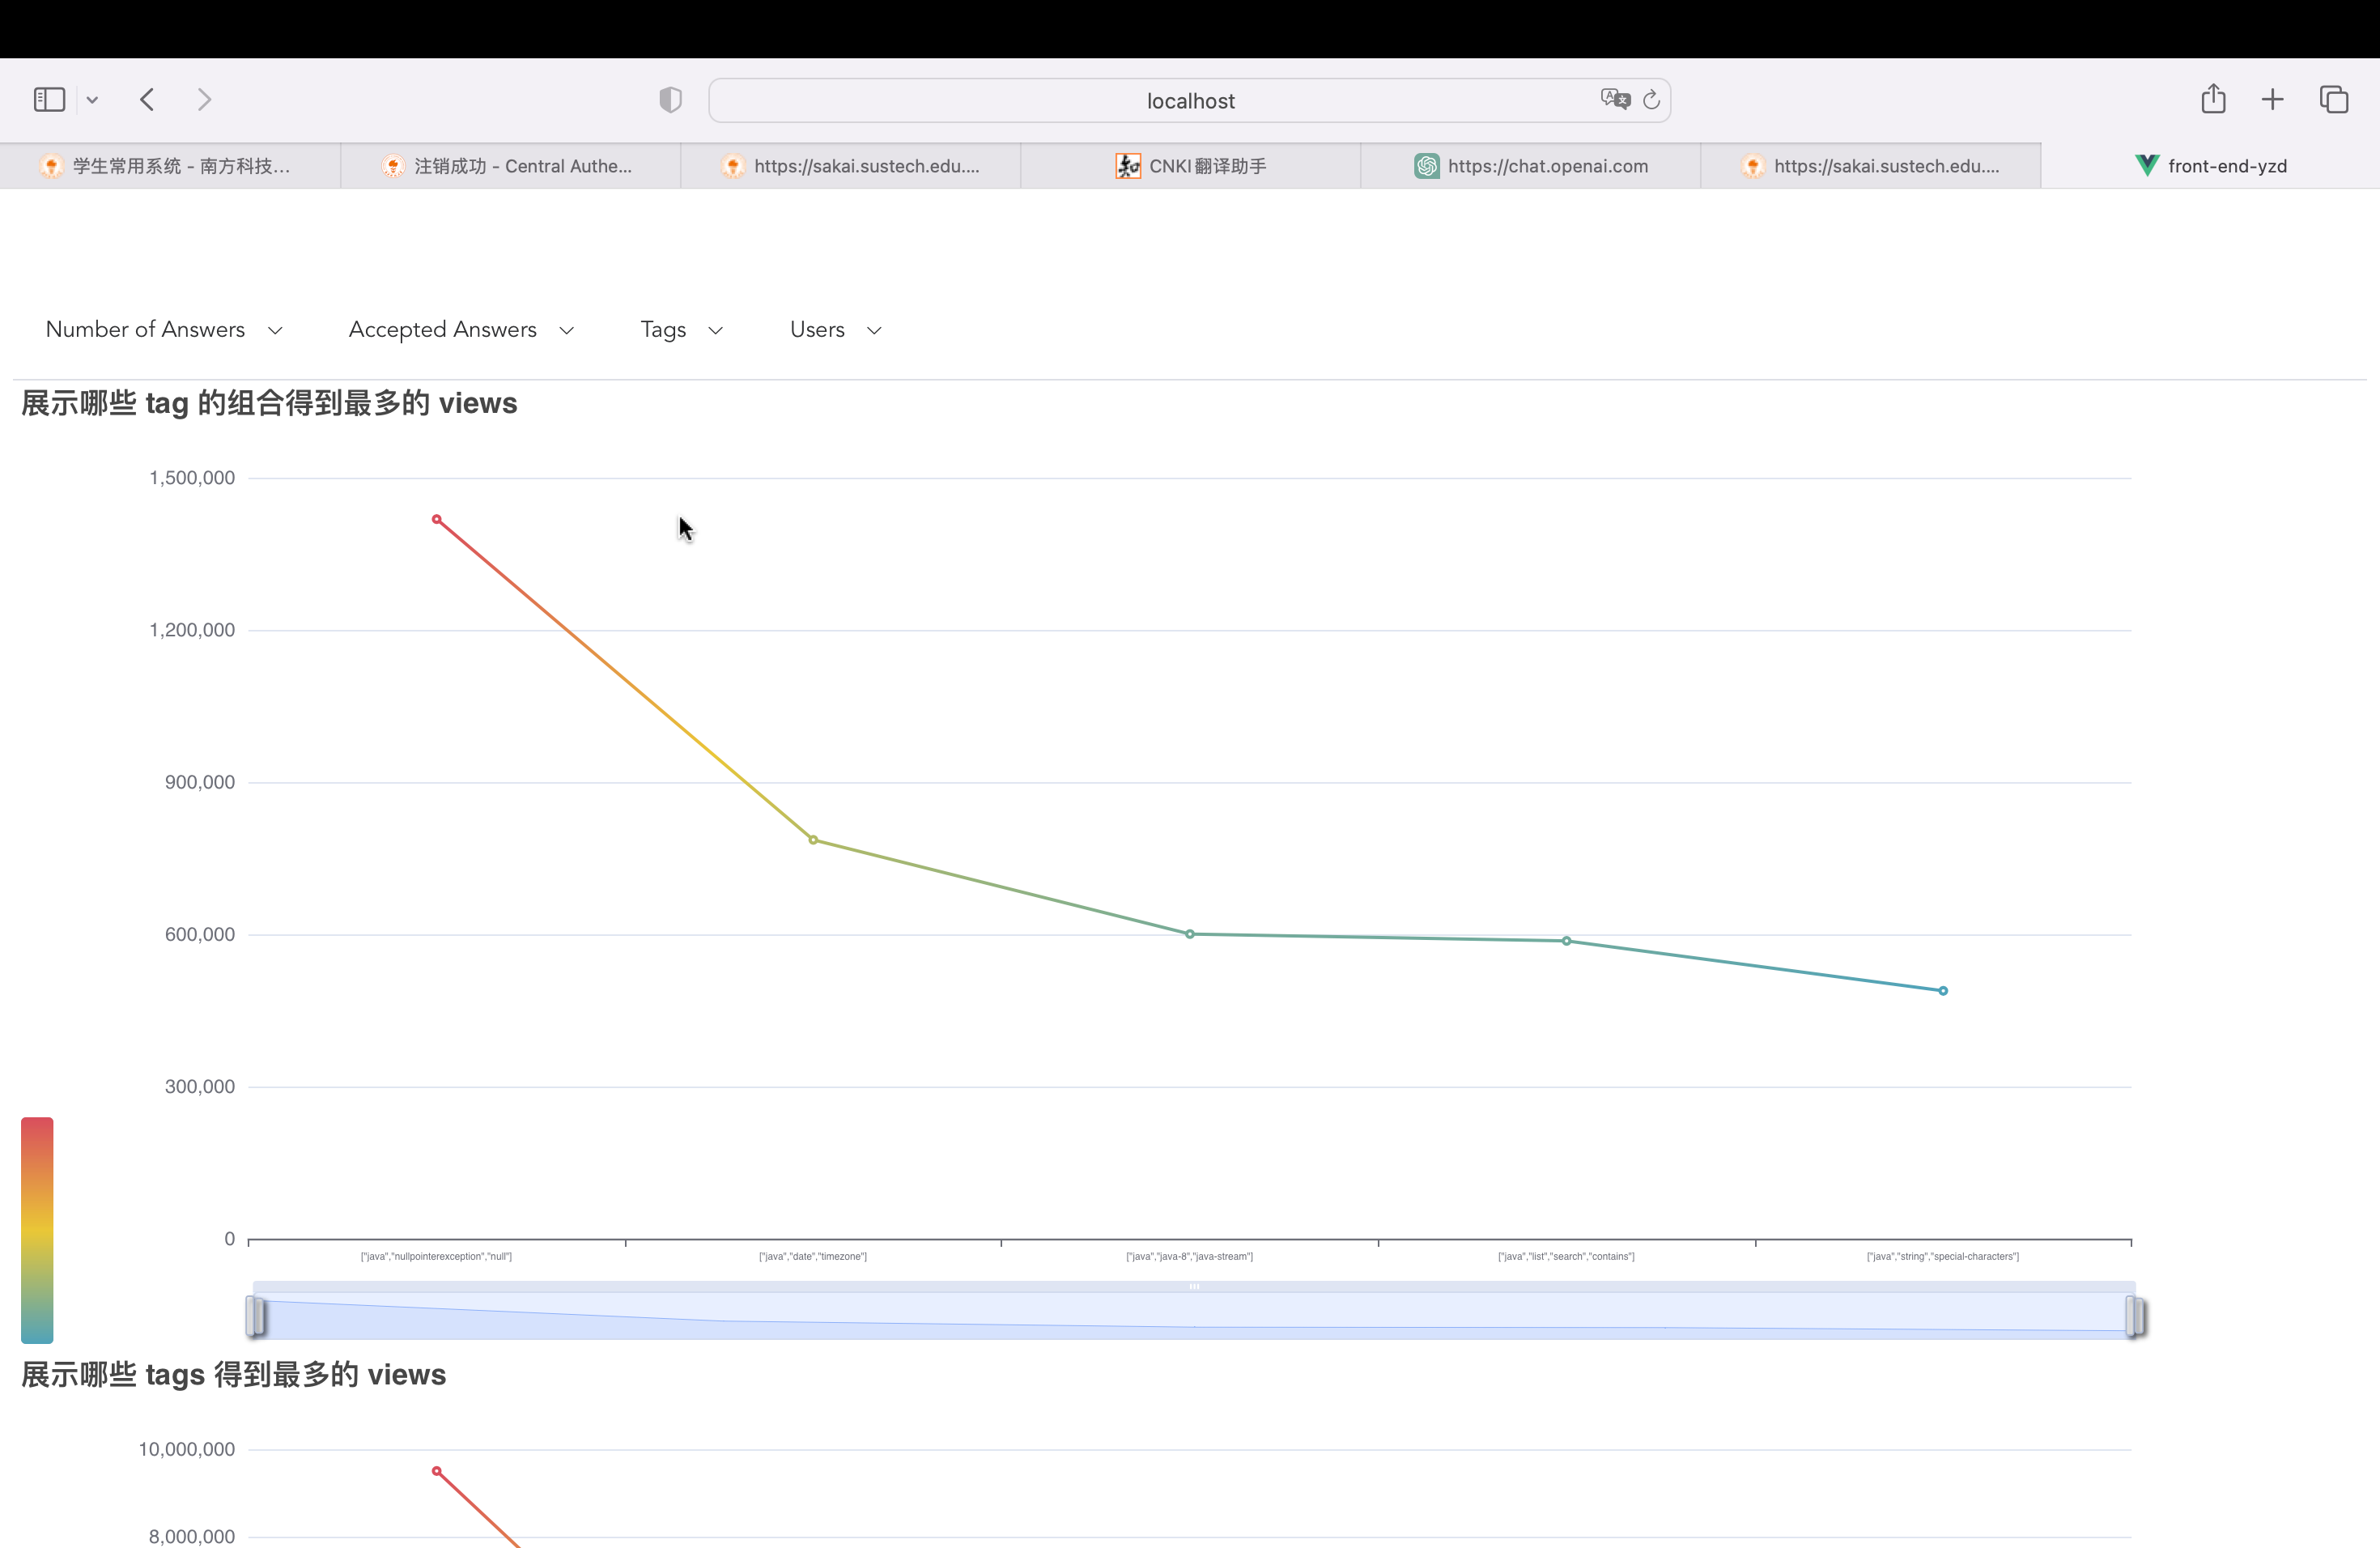 localhost
学生常用系统 - 南方科技...
注销成功 - Central Authe...
https://sakai.sustech.edu....
CNKI 翻译助手
https://chat.openai.com
https://sakai.sustech.edu....
front-end-yzd
Number of Answers
Accepted Answers
Tags
Users
展示哪些 tag 的组合得到最多的 views
1,500,000
1,200,000
900,000
600,000
300,000
0
["java","nullpointerexception","null"]
["java","date","timezone"]
["java","java-8","java-stream"]
["java","list","search","contains"]
["java","string","special-characters"]
展示哪些 tags 得到最多的 views
10,000,000
8,000,000